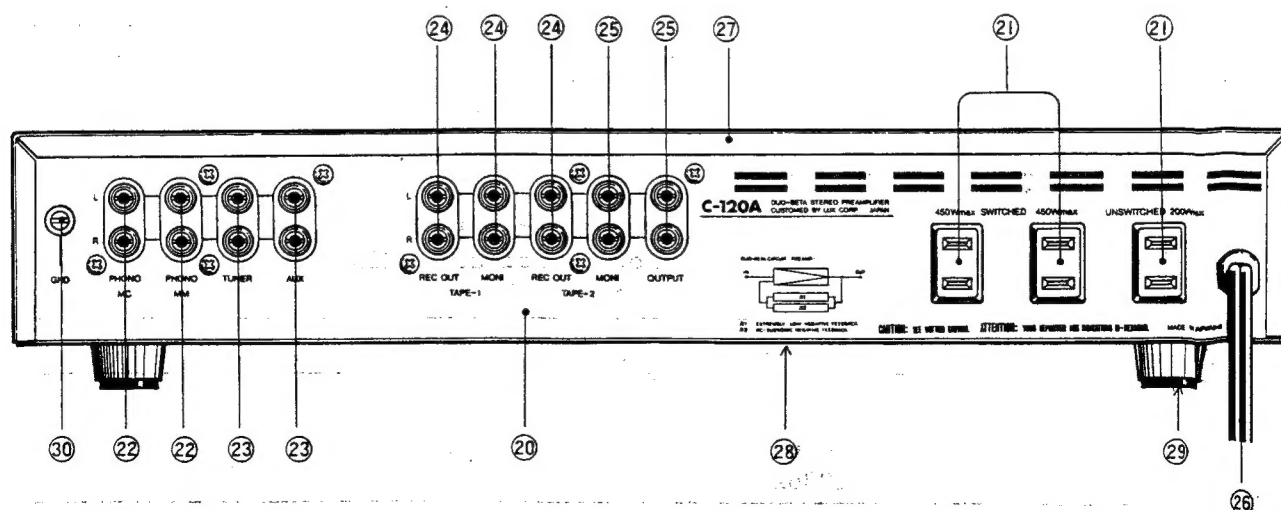 24 24 24 25 25 27 21 21
C-120A DUO-BETA STEREO PREAMPLIFIER
CUSTOMED BY LUX CORP. JAPAN
450Wmax SWITCHED 450Wmax UNSWITCHED 200Wmax
L L
R R
GND PHONO MC PHONO MM TUNER AUX
REC OUT MONI REC OUT MONI OUTPUT
TAPE-1 TAPE-2
CAUTION: ATTENTION: MADE IN
30 22 22 23 23 20 28 29 26